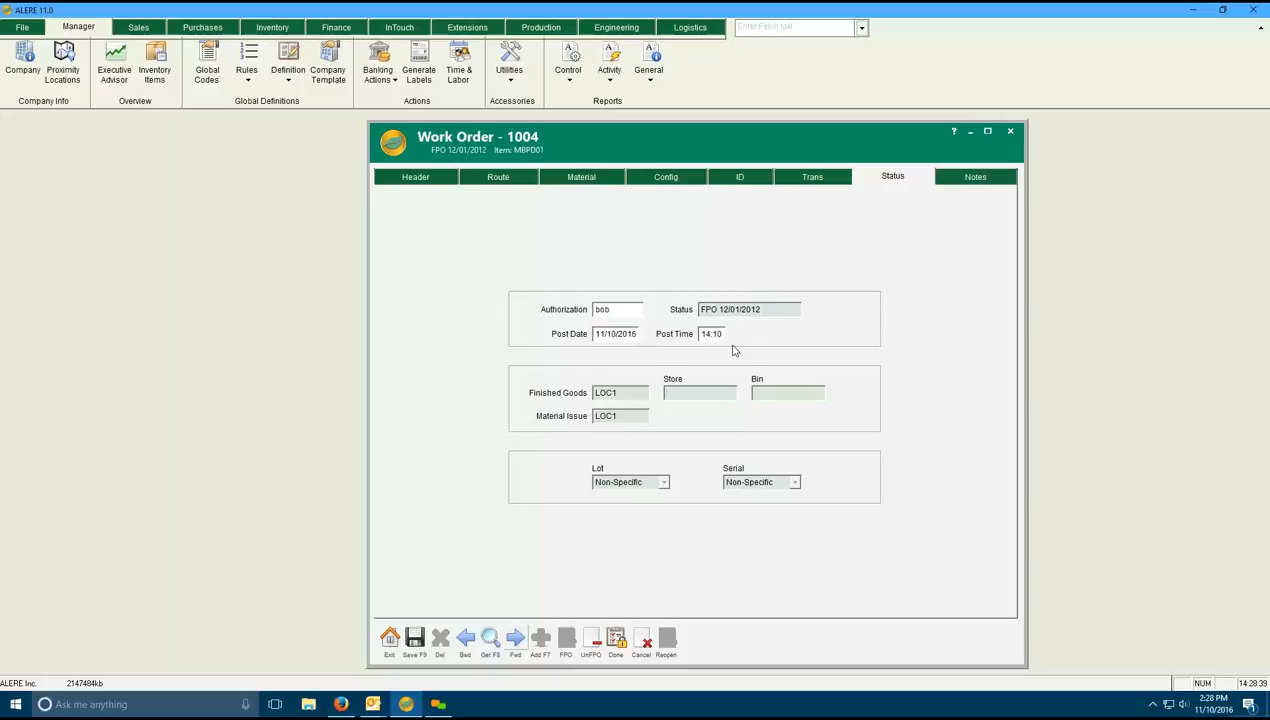 ALERE 11.0
File Manager Sales Purchases Inventory Finance InTouch Extensions Production Engineering Logistics Enter Fetch text
Company Proximity Locations Executive Advisor Inventory Items Global Codes Rules Definition Company Template Banking Actions Generate Labels Time & Labor Utilities Control Activity General
Company Info Overview Global Definitions Actions Accessories Reports
Work Order - 1004
FPO 12/01/2012 Item: MBPD01
?
Header Route Material Config ID Trans Status Notes
Authorization bob Status FPO 12/01/2012
Post Date 11/10/2016 Post Time 14:10
Store Bin
Finished Goods LOC1
Material Issue LOC1
Lot Serial
Non-Specific Non-Specific
Exit Save F9 Del Bwd Get F8 Fwd Add F7 FPO UnFPO Done Cancel Reopen
ALERE Inc. 2147484kb NUM 14:28:39
Ask me anything 2:28 PM
11/10/2016